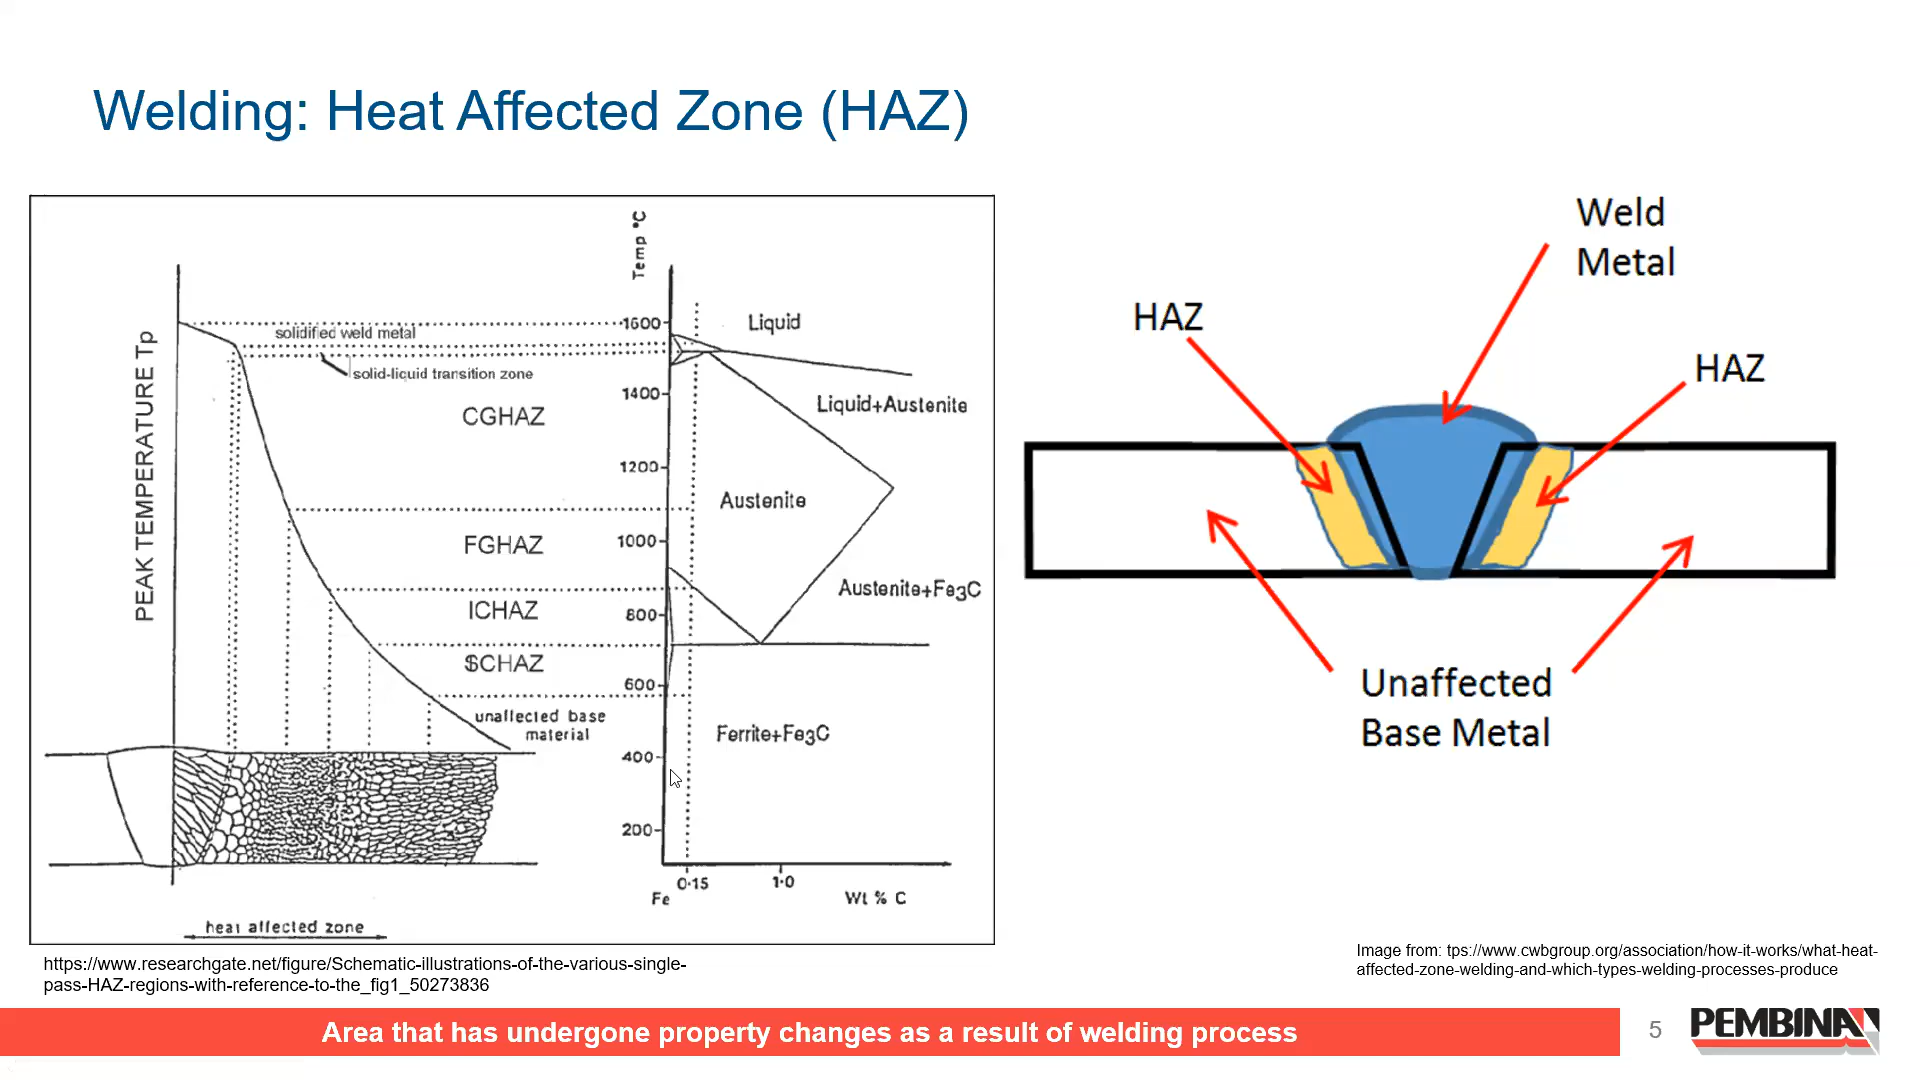 Welding: Heat Affected Zone (HAZ)
PEAK TEMPERATURE Tp
solidified weld metal
solid-liquid transition zone
CGHAZ
FGHAZ
ICHAZ
$CHAZ
unaffected base
material
heat affected zone
Temp °C
1600
1400
1200
1000
800
600
400
200
Liquid
Liquid+Austenite
Austenite
Austenite+Fe3C
Ferrite+Fe3C
Fe
0·15
1·0
Wt % C
https://www.researchgate.net/figure/Schematic-illustrations-of-the-various-single-
pass-HAZ-regions-with-reference-to-the_fig1_50273836
Weld
Metal
HAZ
HAZ
Unaffected
Base Metal
Image from: tps://www.cwbgroup.org/association/how-it-works/what-heat-
affected-zone-welding-and-which-types-welding-processes-produce
Area that has undergone property changes as a result of welding process
5
PEMBINA